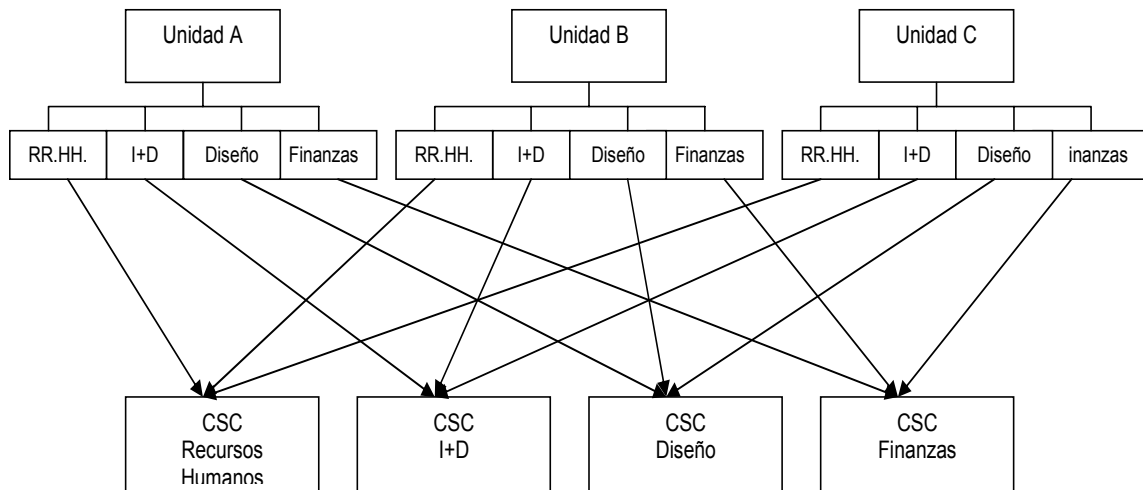 Unidad A
Unidad B
Unidad C
RR.HH.
I+D
Diseño
Finanzas
RR.HH.
I+D
Diseño
Finanzas
RR.HH.
I+D
Diseño
inanzas
CSC
Recursos
Humanos
CSC
I+D
CSC
Diseño
CSC
Finanzas